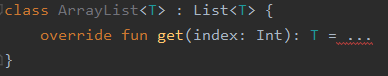 class ArrayList<T> : List<T> {
    override fun get(index: Int): T = ...
}